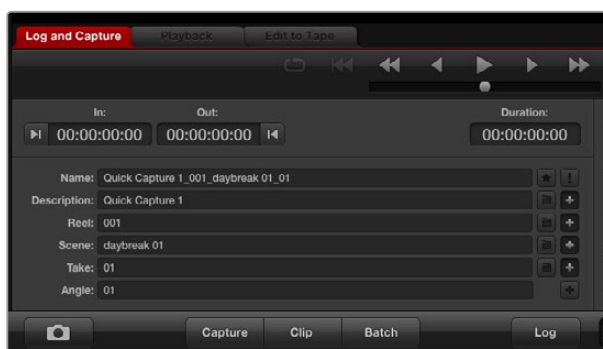 Log and Capture Playback Edit to Tape
In: Out: Duration:
00:00:00:00 00:00:00:00 00:00:00:00
Name: Quick Capture 1_001_daybreak 01_01
Description: Quick Capture 1
Reel: 001
Scene: daybreak 01
Take: 01
Angle: 01
Capture Clip Batch Log